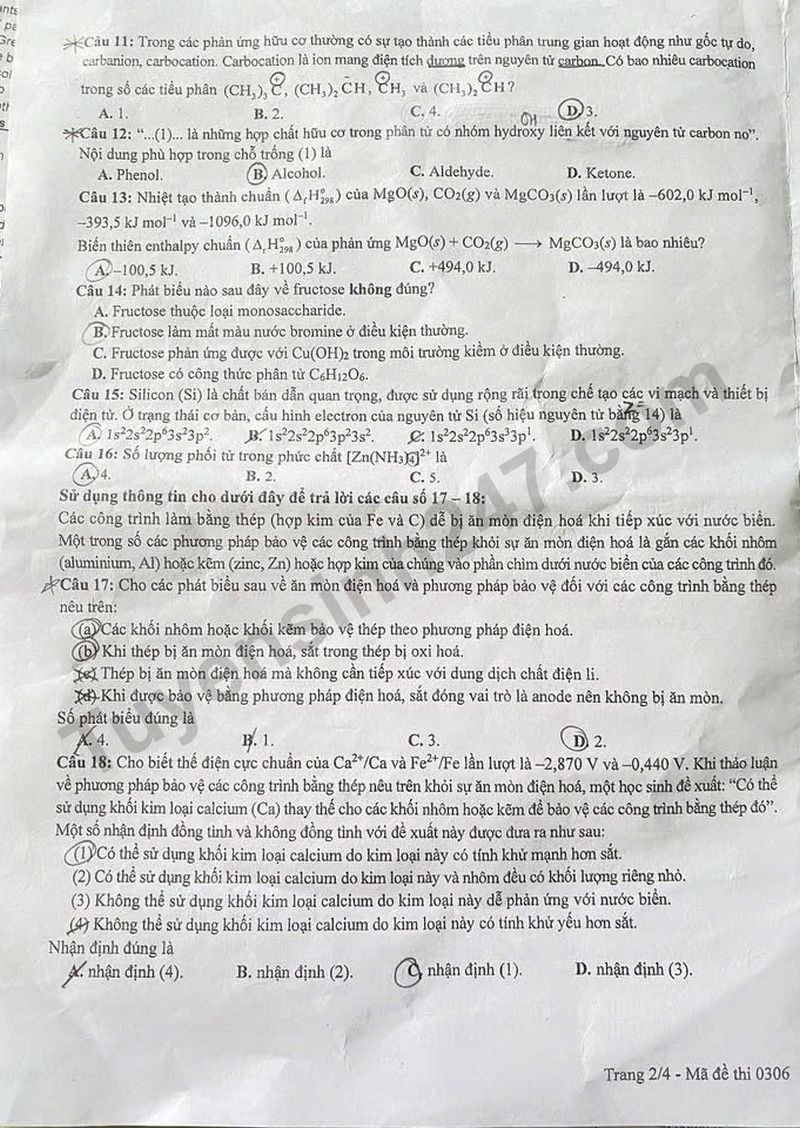 Câu 11: Trong các phản ứng hữu cơ thường có sự tạo thành các tiểu phân trung gian hoạt động như gốc tự do,
carbanion, carbocation. Carbocation là ion mang điện tích dương trên nguyên tử carbon. Có bao nhiêu carbocation
trong số các tiểu phân (CH₃)₃C⊕, (CH₃)₂C̄H, C⊕H₃ và (CH₃)₂C⊕H?
A. 1. B. 2. C. 4. D. 3.
OH
Câu 12: “...(1)... là những hợp chất hữu cơ trong phân tử có nhóm hydroxy liên kết với nguyên tử carbon no”.
Nội dung phù hợp trong chỗ trống (1) là
A. Phenol. B. Alcohol. C. Aldehyde. D. Ketone.
Câu 13: Nhiệt tạo thành chuẩn (ΔfH°298) của MgO(s), CO₂(g) và MgCO₃(s) lần lượt là –602,0 kJ mol⁻¹,
–393,5 kJ mol⁻¹ và –1096,0 kJ mol⁻¹.
Biến thiên enthalpy chuẩn (ΔrH°298) của phản ứng MgO(s) + CO₂(g) ⟶ MgCO₃(s) là bao nhiêu?
A. –100,5 kJ. B. +100,5 kJ. C. +494,0 kJ. D. –494,0 kJ.
Câu 14: Phát biểu nào sau đây về fructose không đúng?
A. Fructose thuộc loại monosaccharide.
B. Fructose làm mất màu nước bromine ở điều kiện thường.
C. Fructose phản ứng được với Cu(OH)₂ trong môi trường kiềm ở điều kiện thường.
D. Fructose có công thức phân tử C₆H₁₂O₆.
Câu 15: Silicon (Si) là chất bán dẫn quan trọng, được sử dụng rộng rãi trong chế tạo các vi mạch và thiết bị
điện tử. Ở trạng thái cơ bản, cấu hình electron của nguyên tử Si (số hiệu nguyên tử bằng 14) là
A. 1s²2s²2p⁶3s²3p². B. 1s²2s²2p⁶3p²3s². C. 1s²2s²2p⁶3s³3p¹. D. 1s²2s²2p⁶3s²3p¹.
Câu 16: Số lượng phối tử trong phức chất [Zn(NH₃)₄]²⁺ là
A. 4. B. 2. C. 5. D. 3.
Sử dụng thông tin cho dưới đây để trả lời các câu số 17 – 18:
Các công trình làm bằng thép (hợp kim của Fe và C) dễ bị ăn mòn điện hoá khi tiếp xúc với nước biển.
Một trong số các phương pháp bảo vệ các công trình bằng thép khỏi sự ăn mòn điện hoá là gắn các khối nhôm
(aluminium, Al) hoặc kẽm (zinc, Zn) hoặc hợp kim của chúng vào phần chìm dưới nước biển của các công trình đó.
Câu 17: Cho các phát biểu sau về ăn mòn điện hoá và phương pháp bảo vệ đối với các công trình bằng thép
nêu trên:
(a) Các khối nhôm hoặc khối kẽm bảo vệ thép theo phương pháp điện hoá.
(b) Khi thép bị ăn mòn điện hoá, sắt trong thép bị oxi hoá.
(c) Thép bị ăn mòn điện hoá mà không cần tiếp xúc với dung dịch chất điện li.
(d) Khi được bảo vệ bằng phương pháp điện hoá, sắt đóng vai trò là anode nên không bị ăn mòn.
Số phát biểu đúng là
A. 4. B. 1. C. 3. D. 2.
Câu 18: Cho biết thế điện cực chuẩn của Ca²⁺/Ca và Fe²⁺/Fe lần lượt là –2,870 V và –0,440 V. Khi thảo luận
về phương pháp bảo vệ các công trình bằng thép nêu trên khỏi sự ăn mòn điện hoá, một học sinh đề xuất: “Có thể
sử dụng khối kim loại calcium (Ca) thay thế cho các khối nhôm hoặc kẽm để bảo vệ các công trình bằng thép đó”.
Một số nhận định đồng tình và không đồng tình với đề xuất này được đưa ra như sau:
(1) Có thể sử dụng khối kim loại calcium do kim loại này có tính khử mạnh hơn sắt.
(2) Có thể sử dụng khối kim loại calcium do kim loại này và nhôm đều có khối lượng riêng nhỏ.
(3) Không thể sử dụng khối kim loại calcium do kim loại này dễ phản ứng với nước biển.
(4) Không thể sử dụng khối kim loại calcium do kim loại này có tính khử yếu hơn sắt.
Nhận định đúng là
A. nhận định (4). B. nhận định (2). C. nhận định (1). D. nhận định (3).
Trang 2/4 - Mã đề thi 0306
Tuyensinh247.com